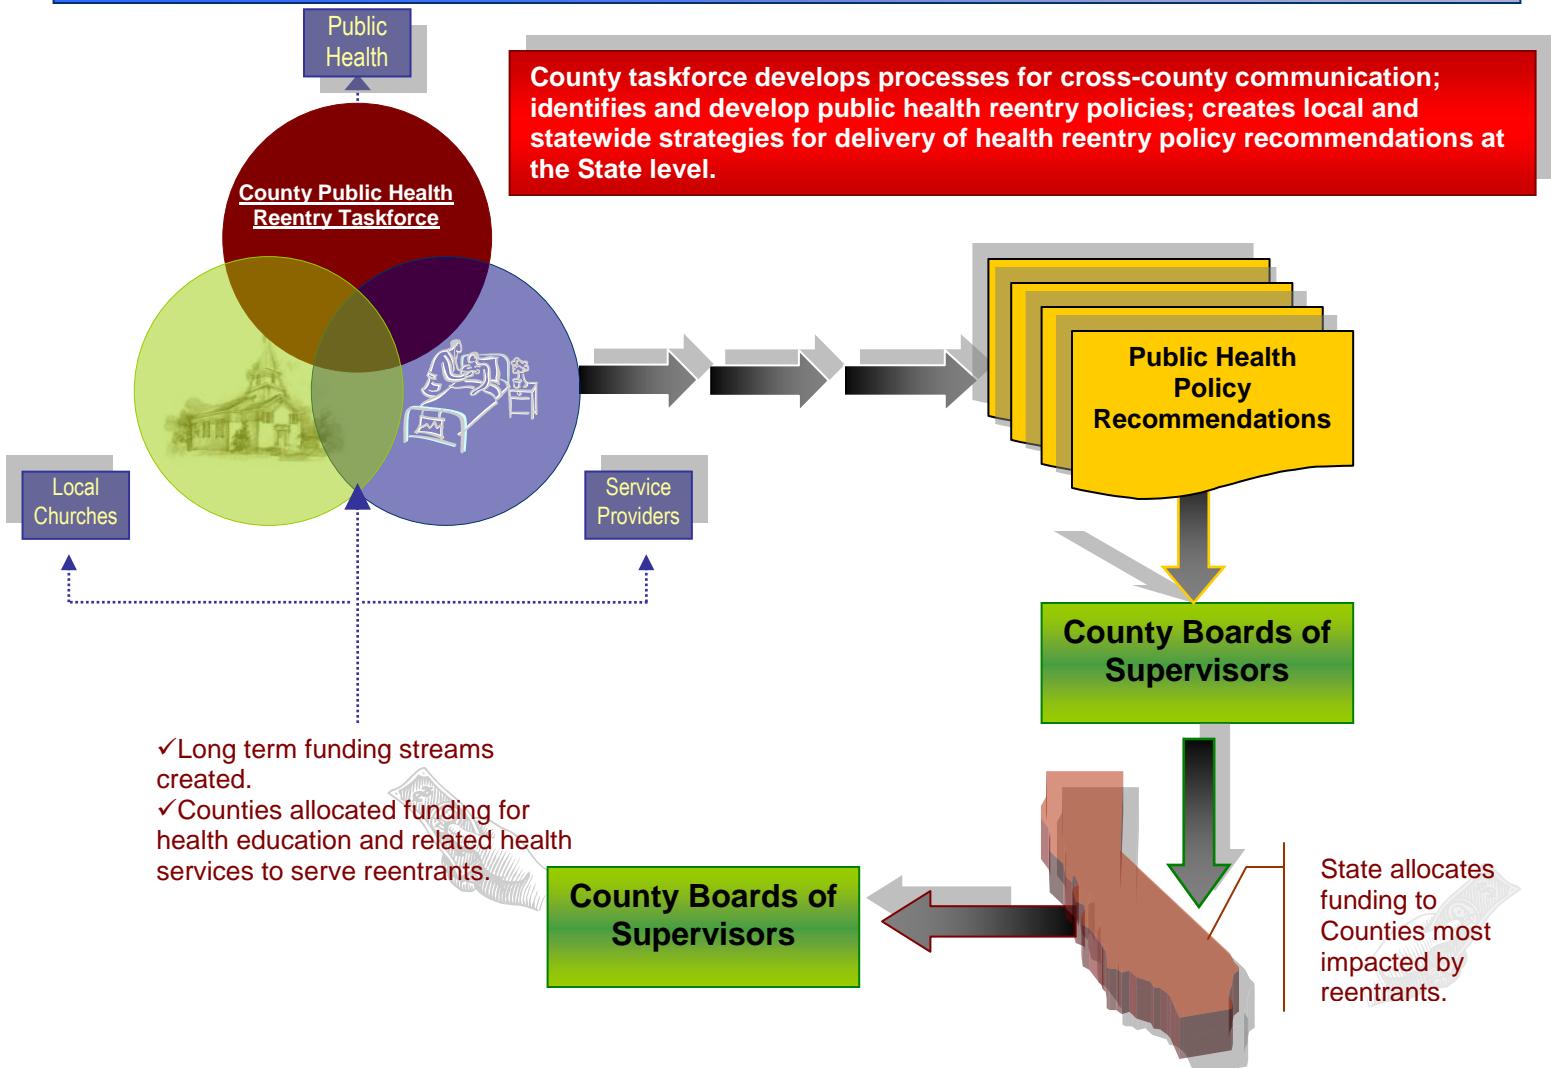 Public
Health
County taskforce develops processes for cross-county communication;
identifies and develop public health reentry policies; creates local and
statewide strategies for delivery of health reentry policy recommendations at
the State level.
County Public Health
Reentry Taskforce
Public Health
Policy
Recommendations
Local
Churches
Service
Providers
County Boards of
Supervisors
✓Long term funding streams
created.
✓Counties allocated funding for
health education and related health
services to serve reentrants.
County Boards of
Supervisors
State allocates
funding to
Counties most
impacted by
reentrants.